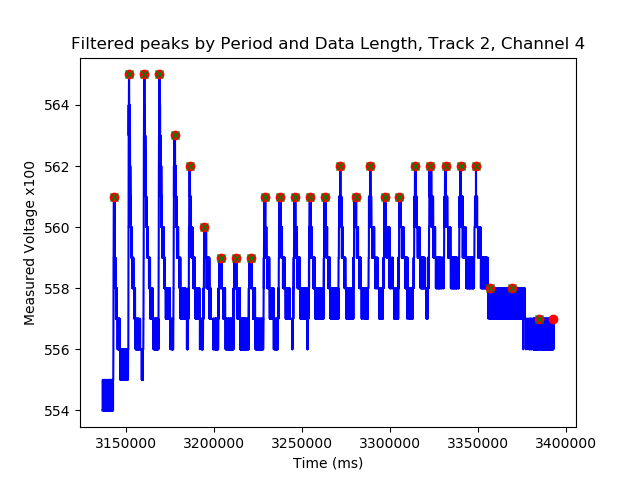 Filtered peaks by Period and Data Length, Track 2, Channel 4
564
562
560
558
556
554
Measured Voltage x100
3150000 3200000 3250000 3300000 3350000 3400000
Time (ms)